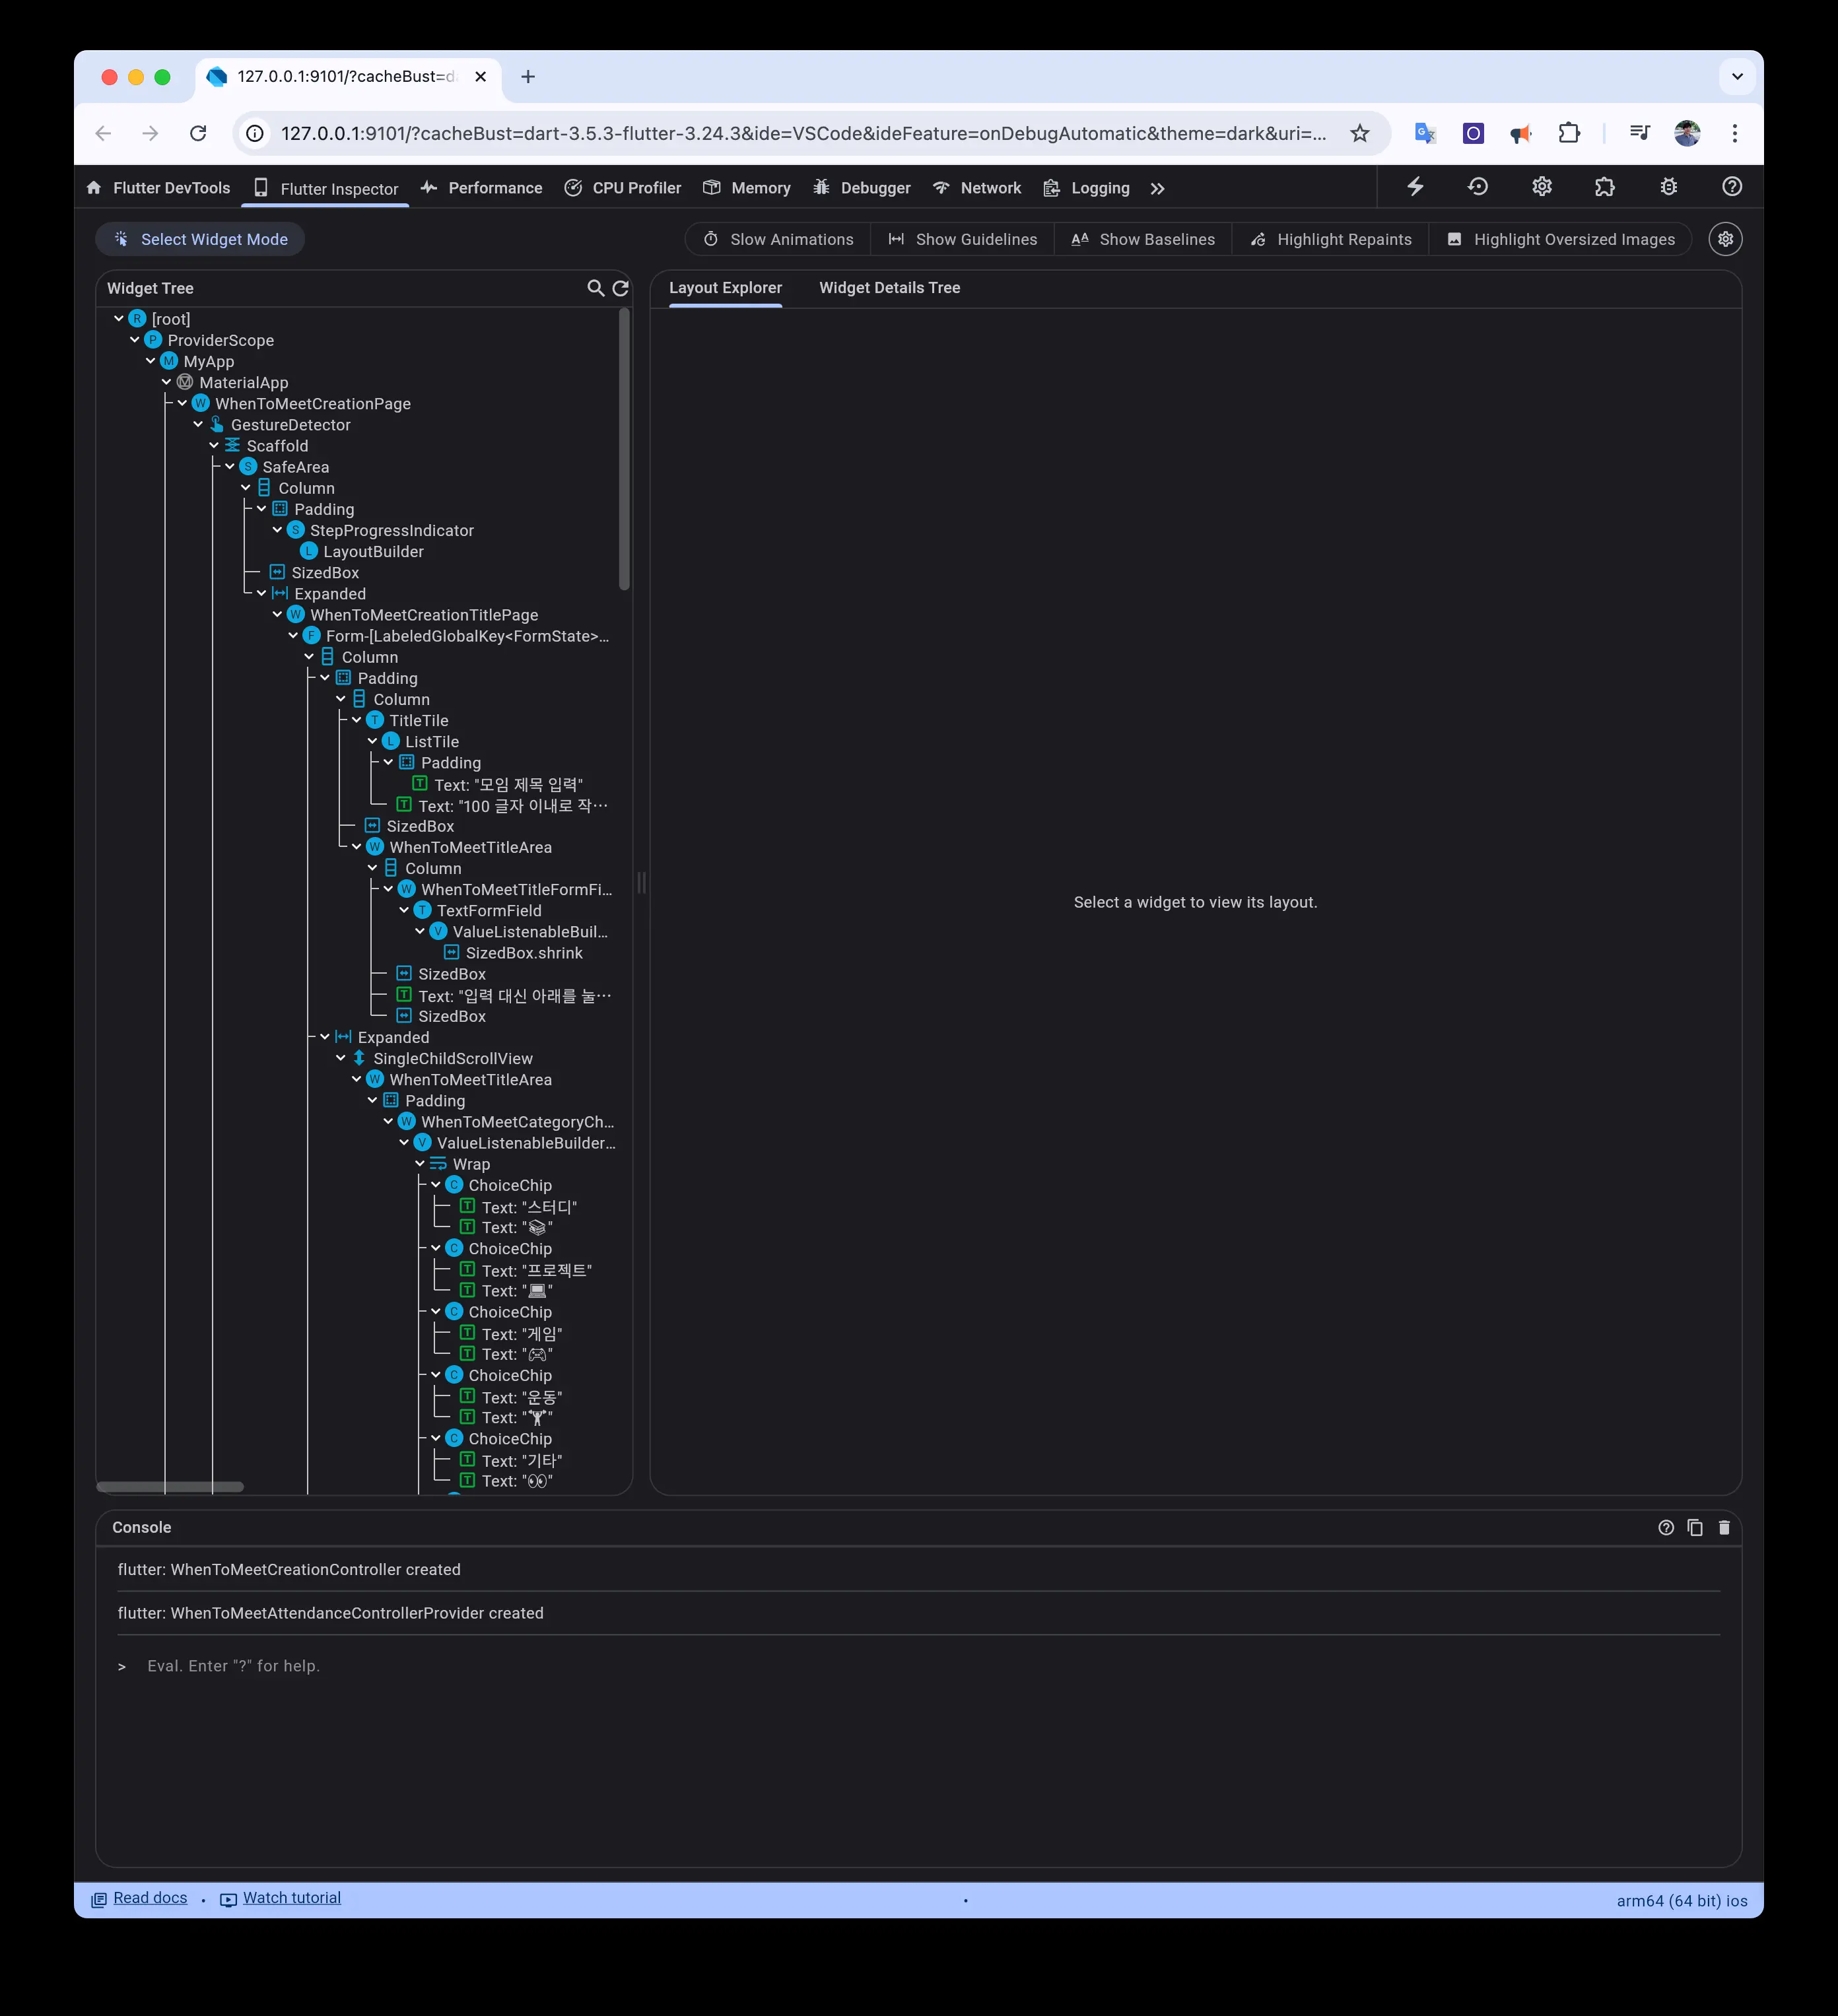 127.0.0.1:9101/?cacheBust=d
127.0.0.1:9101/?cacheBust=dart-3.5.3-flutter-3.24.3&ide=VSCode&ideFeature=onDebugAutomatic&theme=dark&uri=...
Flutter DevTools Flutter Inspector Performance CPU Profiler Memory Debugger Network Logging
Select Widget Mode Slow Animations Show Guidelines Show Baselines Highlight Repaints Highlight Oversized Images
Widget Tree
Layout Explorer Widget Details Tree
R [root]
P ProviderScope
M MyApp
M MaterialApp
W WhenToMeetCreationPage
GestureDetector
Scaffold
S SafeArea
Column
Padding
S StepProgressIndicator
L LayoutBuilder
SizedBox
Expanded
W WhenToMeetCreationTitlePage
F Form-[LabeledGlobalKey<FormState>...
Column
Padding
Column
T TitleTile
L ListTile
Padding
T Text: "모임 제목 입력"
T Text: "100 글자 이내로 작...
SizedBox
W WhenToMeetTitleArea
Column
W WhenToMeetTitleFormFi...
T TextFormField
V ValueListenableBuil...
SizedBox.shrink
SizedBox
T Text: "입력 대신 아래를 눌...
SizedBox
Expanded
SingleChildScrollView
W WhenToMeetTitleArea
Padding
W WhenToMeetCategoryCh...
V ValueListenableBuilder...
Wrap
C ChoiceChip
T Text: "스터디"
T Text: "📚"
C ChoiceChip
T Text: "프로젝트"
T Text: "💻"
C ChoiceChip
T Text: "게임"
T Text: "🎮"
C ChoiceChip
T Text: "운동"
T Text: "🏋"
C ChoiceChip
T Text: "기타"
T Text: "👀"
Select a widget to view its layout.
Console
flutter: WhenToMeetCreationController created
flutter: WhenToMeetAttendanceControllerProvider created
> Eval. Enter "?" for help.
Read docs • Watch tutorial • arm64 (64 bit) ios